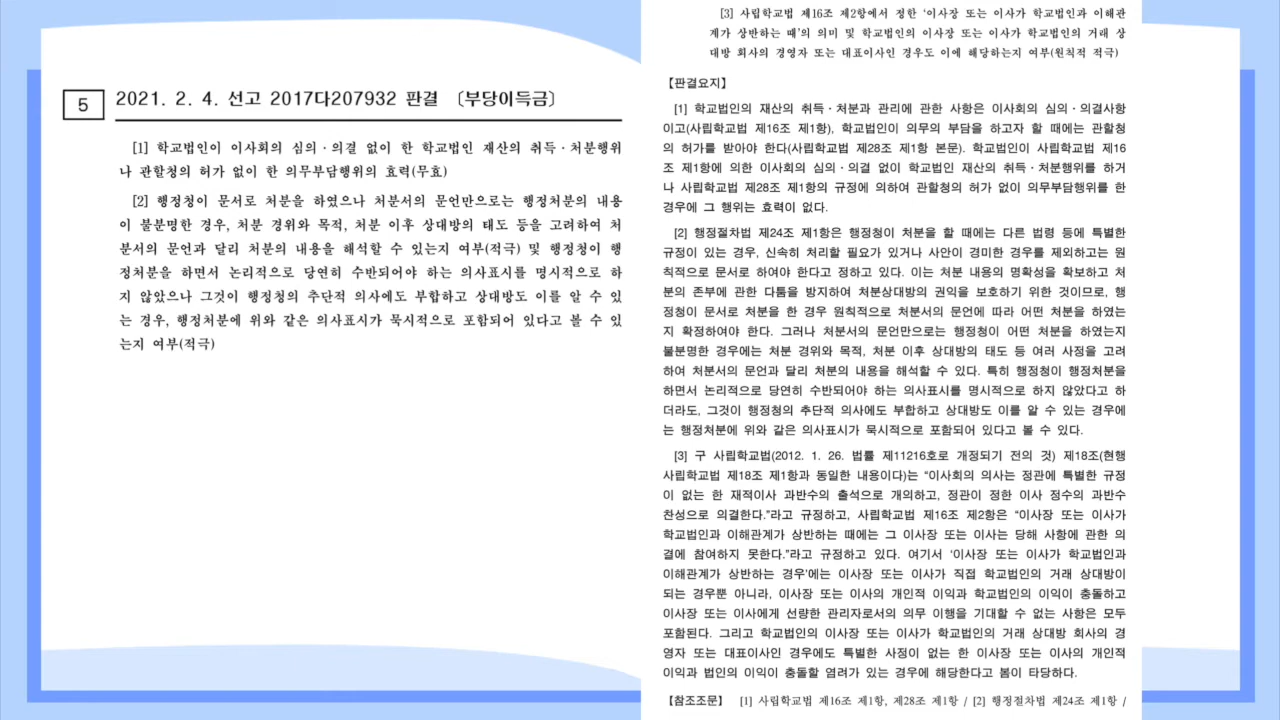 5
2021. 2. 4. 선고 2017다207932 판결 〔부당이득금〕
[1] 학교법인이 이사회의 심의·의결 없이 한 학교법인 재산의 취득·처분행위
나 관할청의 허가 없이 한 의무부담행위의 효력(무효)
[2] 행정청이 문서로 처분을 하였으나 처분서의 문언만으로는 행정처분의 내용
이 불분명한 경우, 처분 경위와 목적, 처분 이후 상대방의 태도 등을 고려하여 처
분서의 문언과 달리 처분의 내용을 해석할 수 있는지 여부(적극) 및 행정청이 행
정처분을 하면서 논리적으로 당연히 수반되어야 하는 의사표시를 명시적으로 하
지 않았으나 그것이 행정청의 추단적 의사에도 부합하고 상대방도 이를 알 수 있
는 경우, 행정처분에 위와 같은 의사표시가 묵시적으로 포함되어 있다고 볼 수 있
는지 여부(적극)
[3] 사립학교법 제16조 제2항에서 정한 ‘이사장 또는 이사가 학교법인과 이해관
계가 상반하는 때’의 의미 및 학교법인의 이사장 또는 이사가 학교법인의 거래 상
대방 회사의 경영자 또는 대표이사인 경우도 이에 해당하는지 여부(원칙적 적극)
【판결요지】
[1] 학교법인의 재산의 취득·처분과 관리에 관한 사항은 이사회의 심의·의결사항
이고(사립학교법 제16조 제1항), 학교법인이 의무의 부담을 하고자 할 때에는 관할청
의 허가를 받아야 한다(사립학교법 제28조 제1항 본문). 학교법인이 사립학교법 제16
조 제1항에 의한 이사회의 심의·의결 없이 학교법인 재산의 취득·처분행위를 하거
나 사립학교법 제28조 제1항의 규정에 의하여 관할청의 허가 없이 의무부담행위를 한
경우에 그 행위는 효력이 없다.
[2] 행정절차법 제24조 제1항은 행정청이 처분을 할 때에는 다른 법령 등에 특별한
규정이 있는 경우, 신속히 처리할 필요가 있거나 사안이 경미한 경우를 제외하고는 원
칙적으로 문서로 하여야 한다고 정하고 있다. 이는 처분 내용의 명확성을 확보하고 처
분의 존부에 관한 다툼을 방지하여 처분상대방의 권익을 보호하기 위한 것이므로, 행
정청이 문서로 처분을 한 경우 원칙적으로 처분서의 문언에 따라 어떤 처분을 하였는
지 확정하여야 한다. 그러나 처분서의 문언만으로는 행정청이 어떤 처분을 하였는지
불분명한 경우에는 처분 경위와 목적, 처분 이후 상대방의 태도 등 여러 사정을 고려
하여 처분서의 문언과 달리 처분의 내용을 해석할 수 있다. 특히 행정청이 행정처분을
하면서 논리적으로 당연히 수반되어야 하는 의사표시를 명시적으로 하지 않았다고 하
더라도, 그것이 행정청의 추단적 의사에도 부합하고 상대방도 이를 알 수 있는 경우에
는 행정처분에 위와 같은 의사표시가 묵시적으로 포함되어 있다고 볼 수 있다.
[3] 구 사립학교법(2012. 1. 26. 법률 제11216호로 개정되기 전의 것) 제18조(현행
사립학교법 제18조 제1항과 동일한 내용이다)는 “이사회의 의사는 정관에 특별한 규정
이 없는 한 재적이사 과반수의 출석으로 개의하고, 정관이 정한 이사 정수의 과반수
찬성으로 의결한다.”라고 규정하고, 사립학교법 제16조 제2항은 “이사장 또는 이사가
학교법인과 이해관계가 상반하는 때에는 그 이사장 또는 이사는 당해 사항에 관한 의
결에 참여하지 못한다.”라고 규정하고 있다. 여기서 ‘이사장 또는 이사가 학교법인과
이해관계가 상반하는 경우’에는 이사장 또는 이사가 직접 학교법인의 거래 상대방이
되는 경우뿐 아니라, 이사장 또는 이사의 개인적 이익과 학교법인의 이익이 충돌하고
이사장 또는 이사에게 선량한 관리자로서의 의무 이행을 기대할 수 없는 사항은 모두
포함된다. 그리고 학교법인의 이사장 또는 이사가 학교법인의 거래 상대방 회사의 경
영자 또는 대표이사인 경우에도 특별한 사정이 없는 한 이사장 또는 이사의 개인적
이익과 법인의 이익이 충돌할 염려가 있는 경우에 해당한다고 봄이 타당하다.
【참조조문】 [1] 사립학교법 제16조 제1항, 제28조 제1항 / [2] 행정절차법 제24조 제1항 /